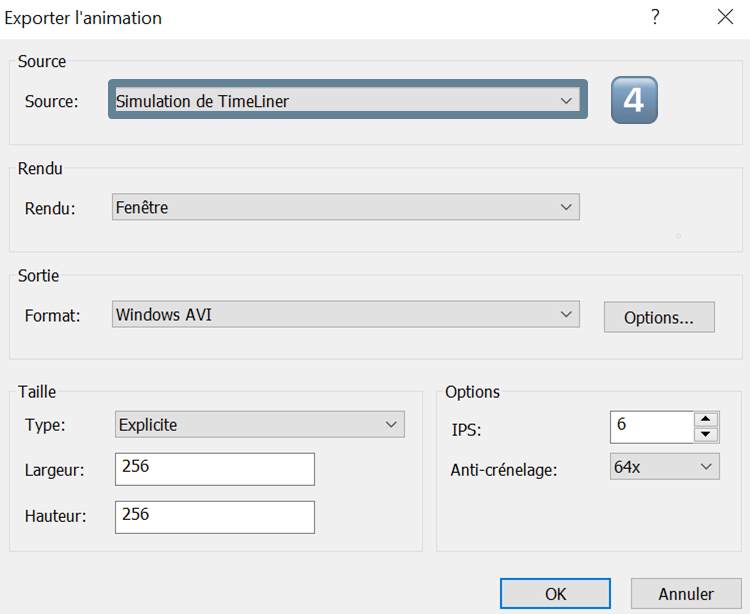 Exporter l'animation ?
Source
Source: Simulation de TimeLiner 4
Rendu
Rendu: Fenêtre
Sortie
Format: Windows AVI Options...
Taille
Type: Explicite
Largeur: 256
Hauteur: 256
Options
IPS: 6
Anti-crénelage: 64x
OK Annuler